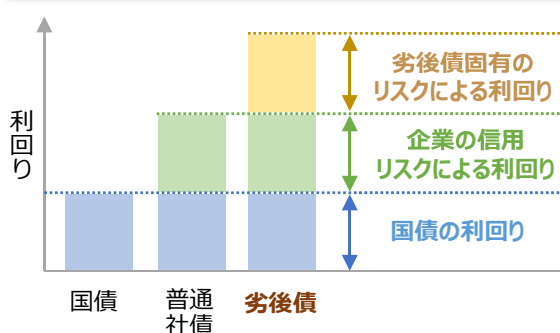 劣後債固有の
リスクによる利回り
企業の信用
リスクによる利回り
国債の利回り
利回り
国債
普通
社債
劣後債